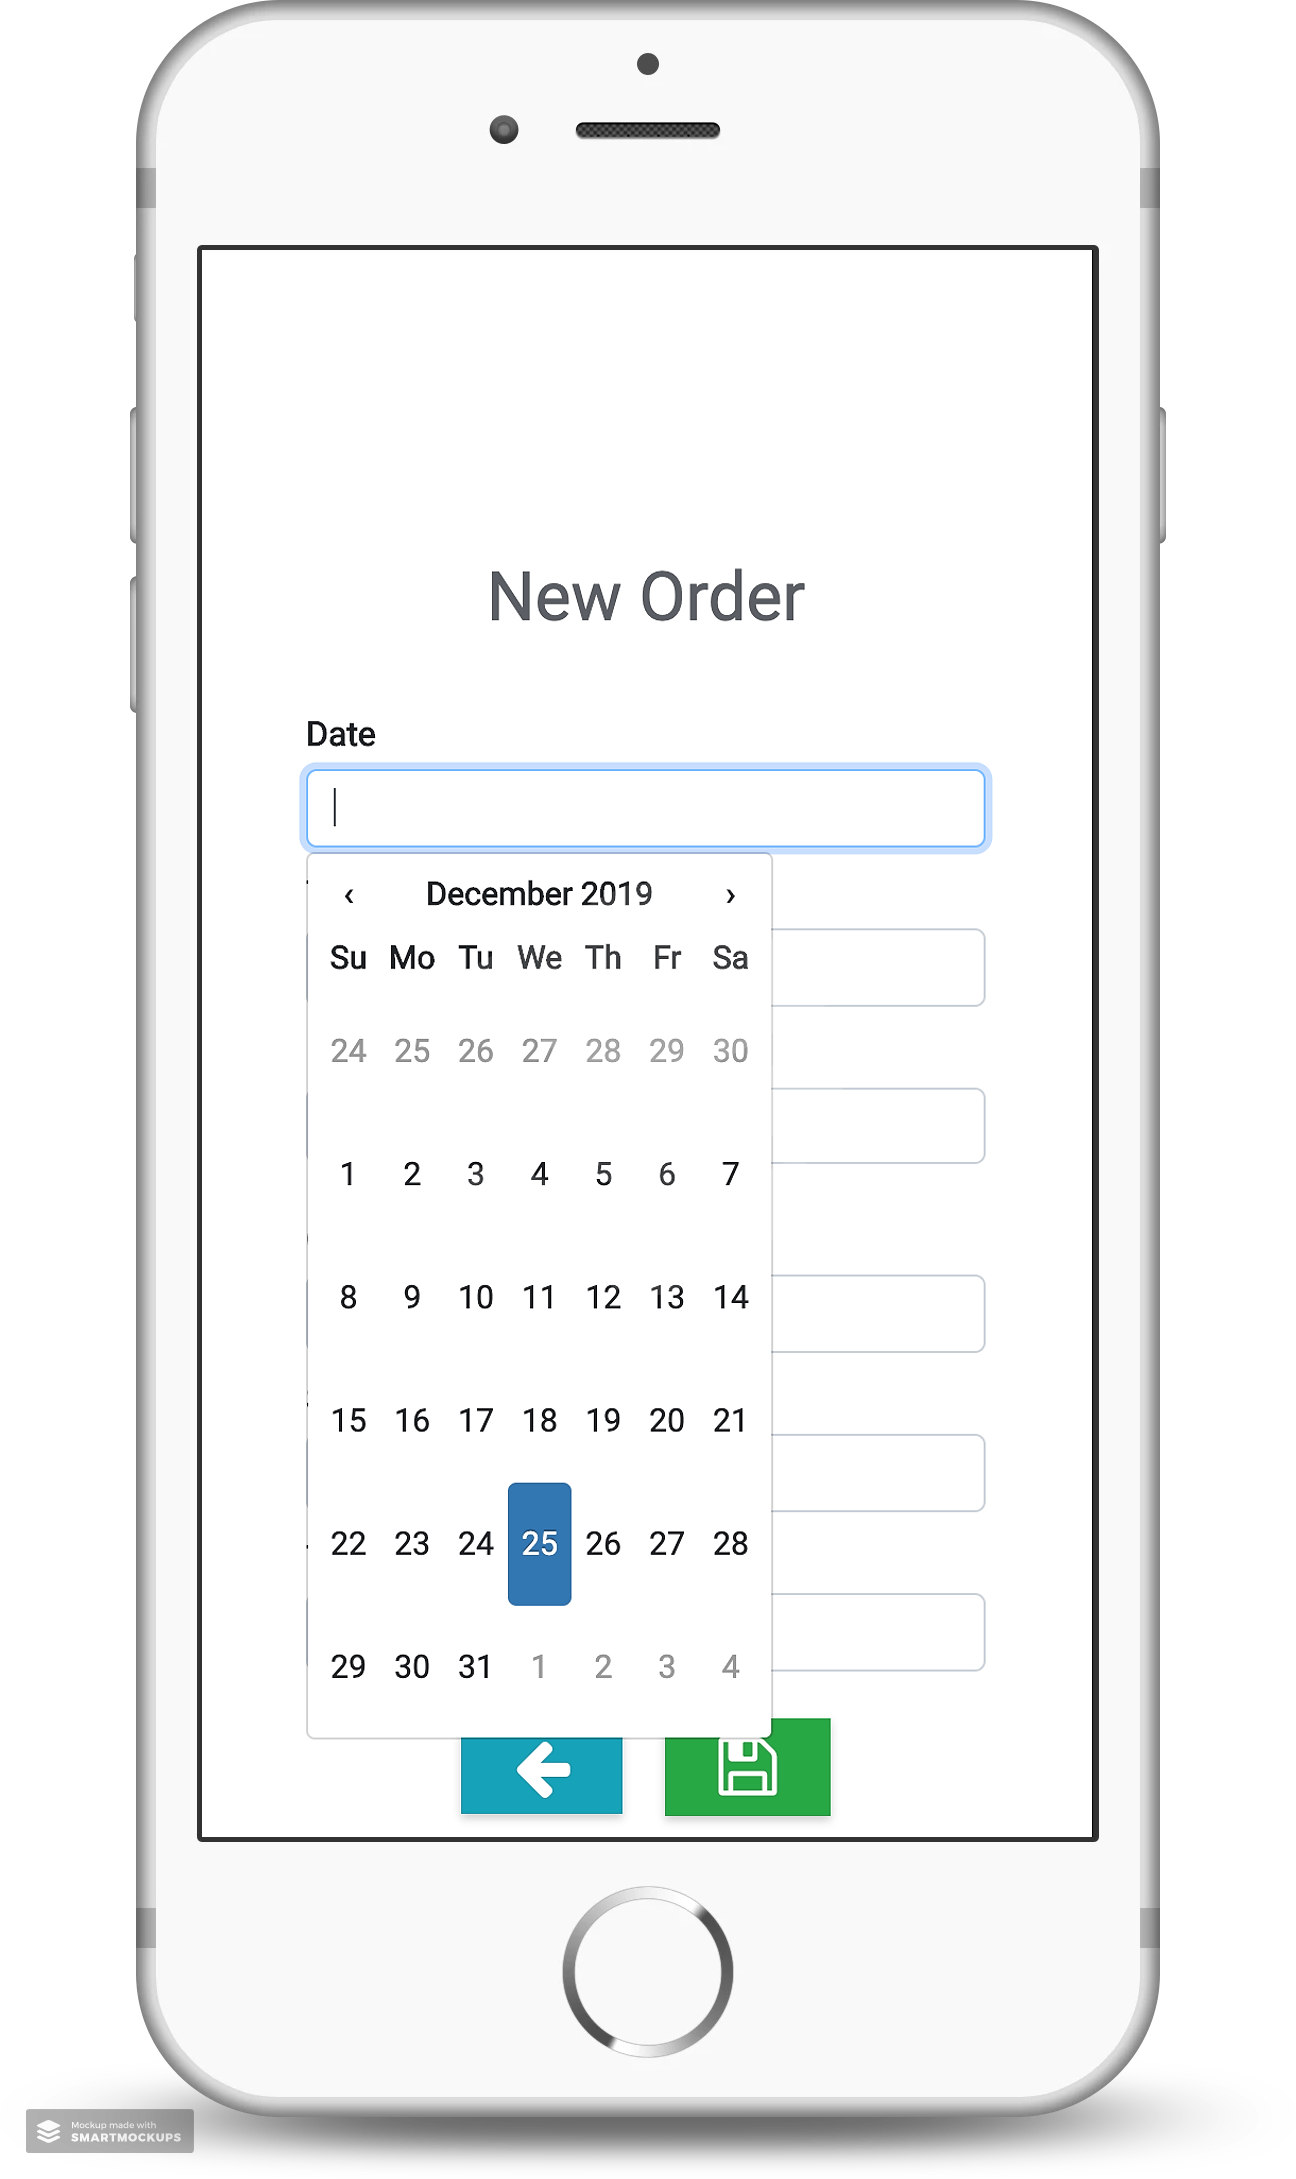 New Order
Date
‹ December 2019 ›
Su Mo Tu We Th Fr Sa
24 25 26 27 28 29 30
1 2 3 4 5 6 7
8 9 10 11 12 13 14
15 16 17 18 19 20 21
22 23 24 25 26 27 28
29 30 31 1 2 3 4
Mockup made with
SMARTMOCKUPS